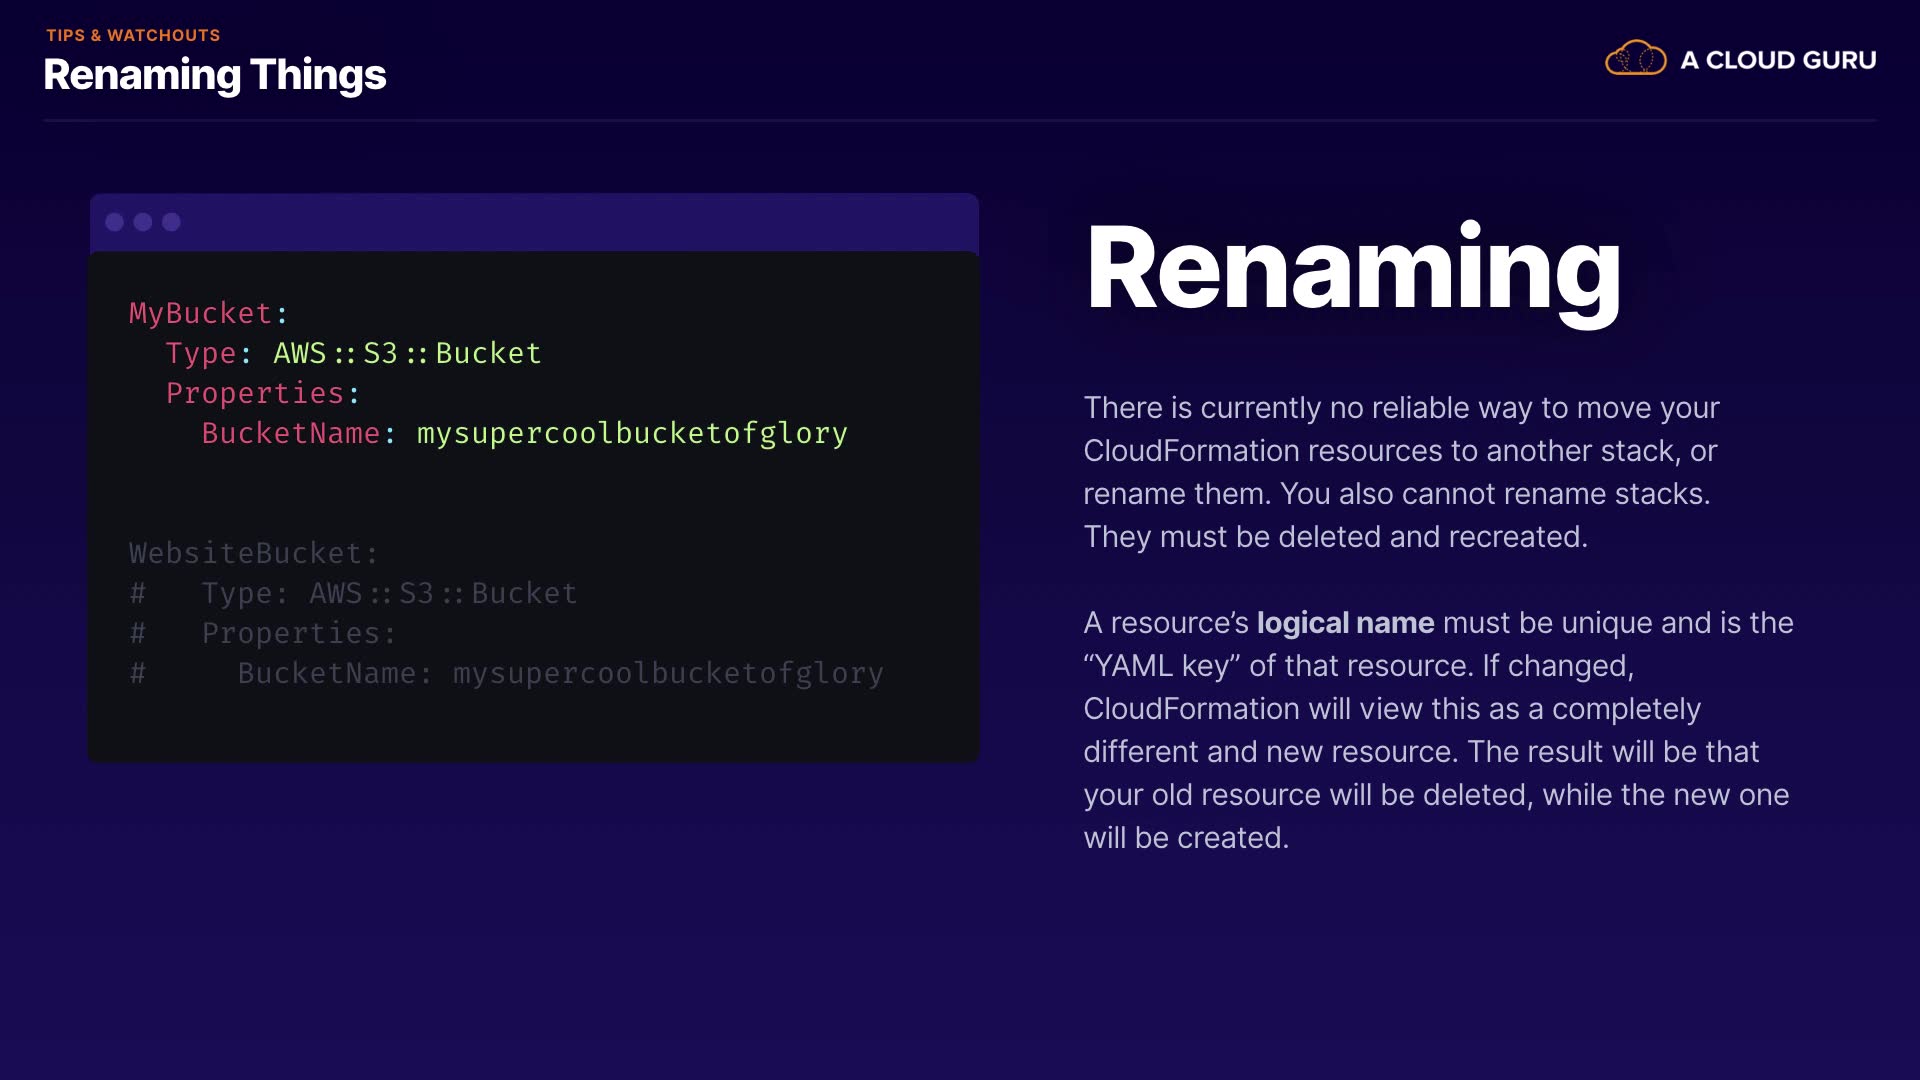 TIPS & WATCHOUTS
Renaming Things
A CLOUD GURU
MyBucket:
  Type: AWS::S3::Bucket
  Properties:
    BucketName: mysupercoolbucketofglory
WebsiteBucket:
#   Type: AWS::S3::Bucket
#   Properties:
#     BucketName: mysupercoolbucketofglory
Renaming
There is currently no reliable way to move your
CloudFormation resources to another stack, or
rename them. You also cannot rename stacks.
They must be deleted and recreated.
A resource’s logical name must be unique and is the
“YAML key” of that resource. If changed,
CloudFormation will view this as a completely
different and new resource. The result will be that
your old resource will be deleted, while the new one
will be created.